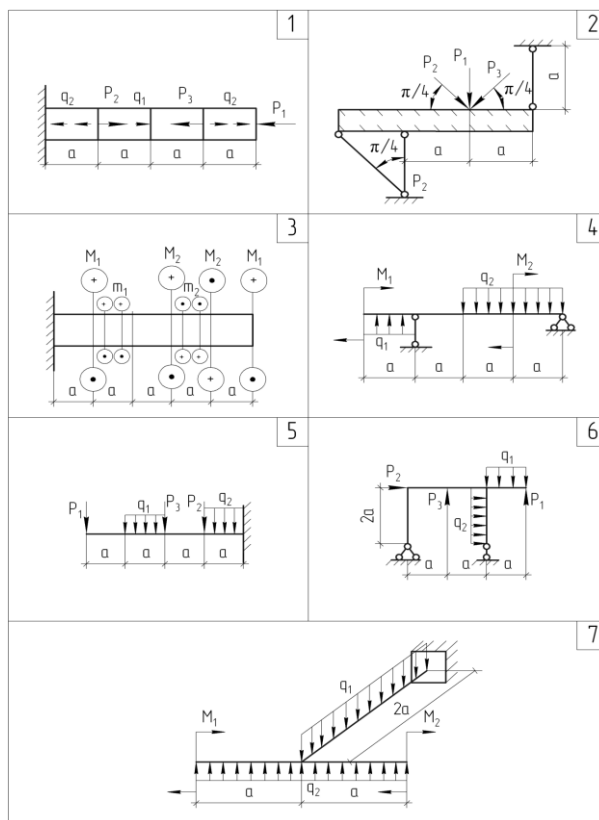 1
q₂ P₂ q₁ P₃ q₂ P₁
a a a a
2
P₂ P₁ P₃
π/4 π/4 a
π/4 a a
P₂
3
M₁ M₂ M₂ M₁
m₁ m₂
a a a a a
4
M₁ q₂ M₂
q₁
a a a a
5
P₁ q₁ P₃ P₂ q₂
a a a a
6
P₂ q₁
2a P₃ q₂ P₁
a a a
7
q₁
2a
M₁ M₂
a q₂ a